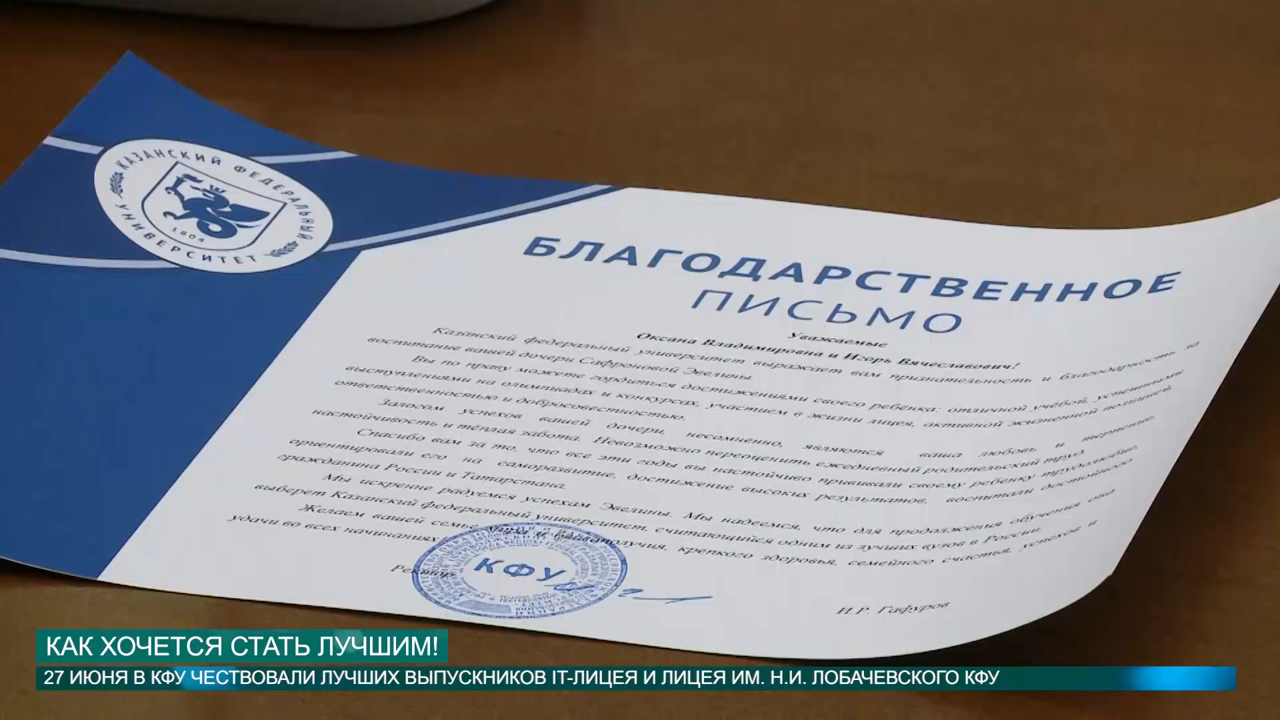 КАЗАНСКИЙ ФЕДЕРАЛЬНЫЙ
УНИВЕРСИТЕТ
1804
БЛАГОДАРСТВЕННОЕ
ПИСЬМО
Уважаемые
Оксана Владимировна и Игорь Вячеславович!
Казанский федеральный университет выражает вам признательность и благодарность за
воспитание вашей дочери Сафроновой Эвелины.
Вы по праву можете гордиться достижениями своего ребенка: отличной учёбой, успешными
выступлениями на олимпиадах и конкурсах, участием в жизни лицея, активной жизненной позицией,
ответственностью и добросовестностью.
Залогом успехов вашей дочери, несомненно, являются ваша любовь и терпение,
настойчивость и тёплая забота. Невозможно переоценить ежедневный родительский труд.
Спасибо вам за то, что все эти годы вы настойчиво прививали своему ребенку трудолюбие,
ориентировали его на саморазвитие, достижение высоких результатов, воспитали достойного
гражданина России и Татарстана.
Мы искренне радуемся успехам Эвелины. Мы надеемся, что для продолжения обучения она
выберет Казанский федеральный университет, считающийся одним из лучших вузов в России.
Желаем вашей семье мира и благополучия, крепкого здоровья, семейного счастья, успехов и
удачи во всех начинаниях!
Ректор
КФУ
И.Р. Гафуров
КАК ХОЧЕТСЯ СТАТЬ ЛУЧШИМ!
27 ИЮНЯ В КФУ ЧЕСТВОВАЛИ ЛУЧШИХ ВЫПУСКНИКОВ IT-ЛИЦЕЯ И ЛИЦЕЯ ИМ. Н.И. ЛОБАЧЕВСКОГО КФУ